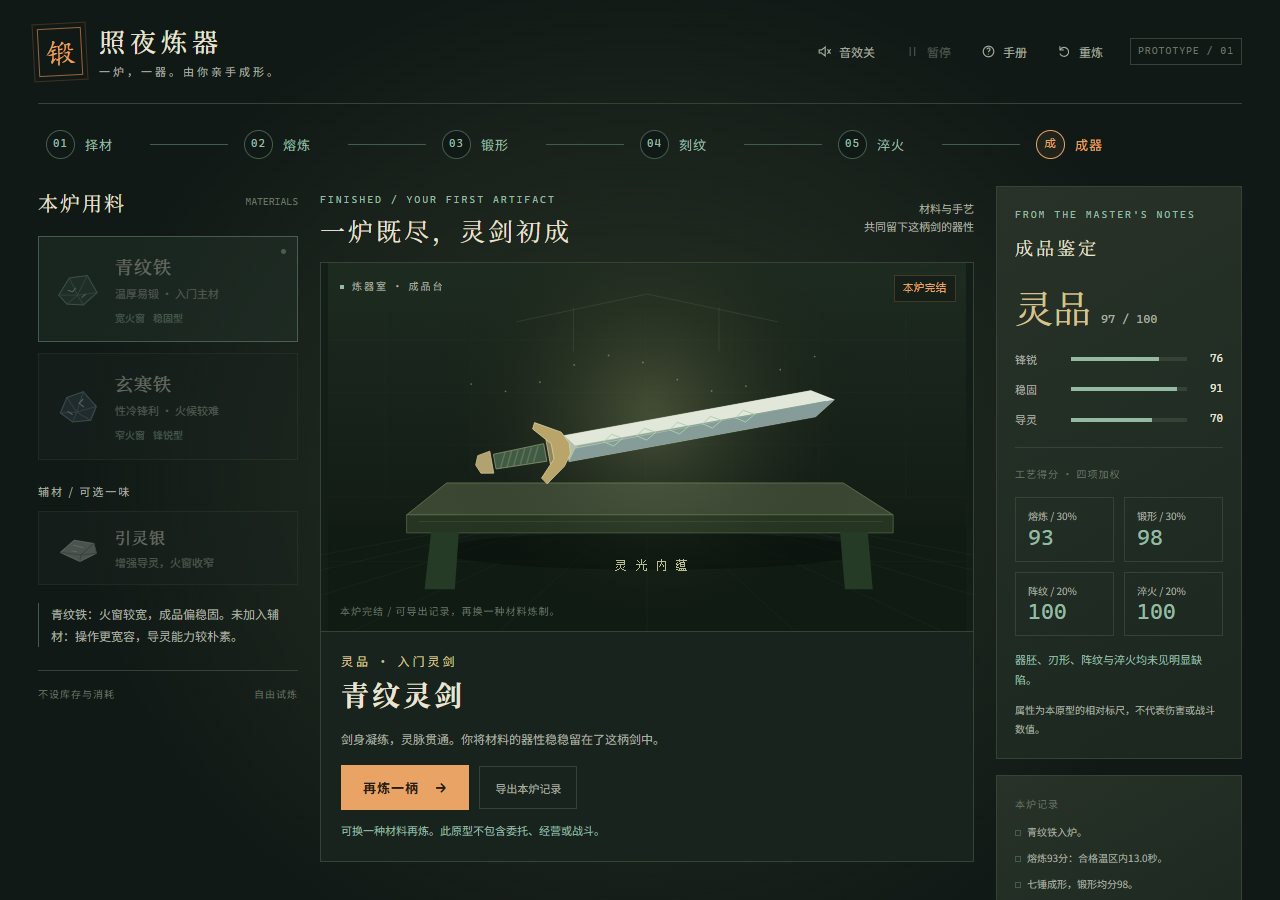 锻
照夜炼器
一炉，一器。由你亲手成形。
音效关
暂停
手册
重炼
PROTOTYPE / 01
01 择材
02 熔炼
03 锻形
04 刻纹
05 淬火
成 成器
本炉用料
MATERIALS
青纹铁
温厚易锻 · 入门主材
宽火窗 稳固型
玄寒铁
性冷锋利 · 火候较难
窄火窗 锋锐型
辅材 / 可选一味
引灵银
增强导灵，火窗收窄
青纹铁：火窗较宽，成品偏稳固。未加入辅
材：操作更宽容，导灵能力较朴素。
不设库存与消耗
自由试炼
FINISHED / YOUR FIRST ARTIFACT
一炉既尽，灵剑初成
材料与手艺
共同留下这柄剑的器性
炼器室 · 成品台
本炉完结
灵光内蕴
本炉完结 / 可导出记录，再换一种材料炼制。
灵品 · 入门灵剑
青纹灵剑
剑身凝练，灵脉贯通。你将材料的器性稳稳留在了这柄剑中。
再炼一柄 →
导出本炉记录
可换一种材料再炼。此原型不包含委托、经营或战斗。
FROM THE MASTER'S NOTES
成品鉴定
灵品 97 / 100
锋锐 76
稳固 91
导灵 70
工艺得分 · 四项加权
熔炼 / 30%
93
锻形 / 30%
98
阵纹 / 20%
100
淬火 / 20%
100
器胚、刃形、阵纹与淬火均未见明显缺
陷。
属性为本原型的相对标尺，不代表伤害或战斗
数值。
本炉记录
青纹铁入炉。
熔炼93分：合格温区内13.0秒。
七锤成形，锻形均分98。